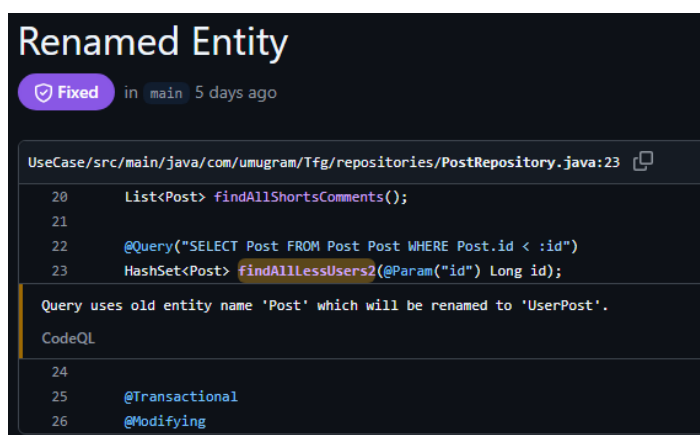 Renamed Entity
Fixed in main 5 days ago
UseCase/src/main/java/com/umugram/Tfg/repositories/PostRepository.java:23
20 List<Post> findAllShortsComments();
21
22 @Query("SELECT Post FROM Post Post WHERE Post.id < :id")
23 HashSet<Post> findAllLessUsers2(@Param("id") Long id);
Query uses old entity name 'Post' which will be renamed to 'UserPost'.
CodeQL
24
25 @Transactional
26 @Modifying